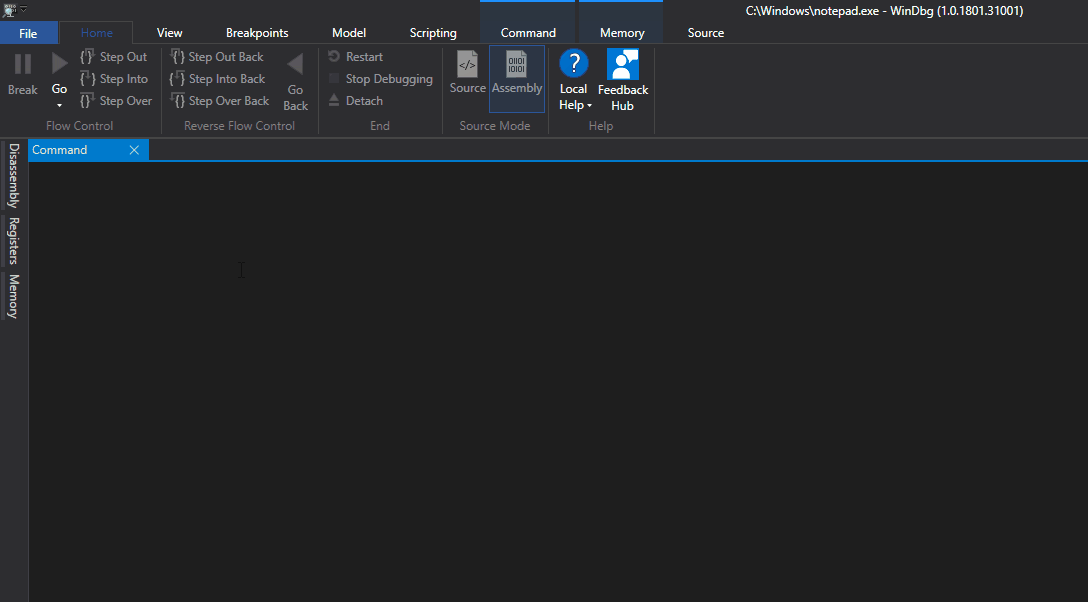 C:\Windows\notepad.exe - WinDbg (1.0.1801.31001)
File Home View Breakpoints Model Scripting Command Memory Source
Break
Go
Step Out
Step Into
Step Over
Flow Control
Step Out Back
Step Into Back
Step Over Back
Go Back
Reverse Flow Control
Restart
Stop Debugging
Detach
End
Source
Assembly
Source Mode
Local
Help
Feedback
Hub
Help
Command
Disassembly
Registers
Memory